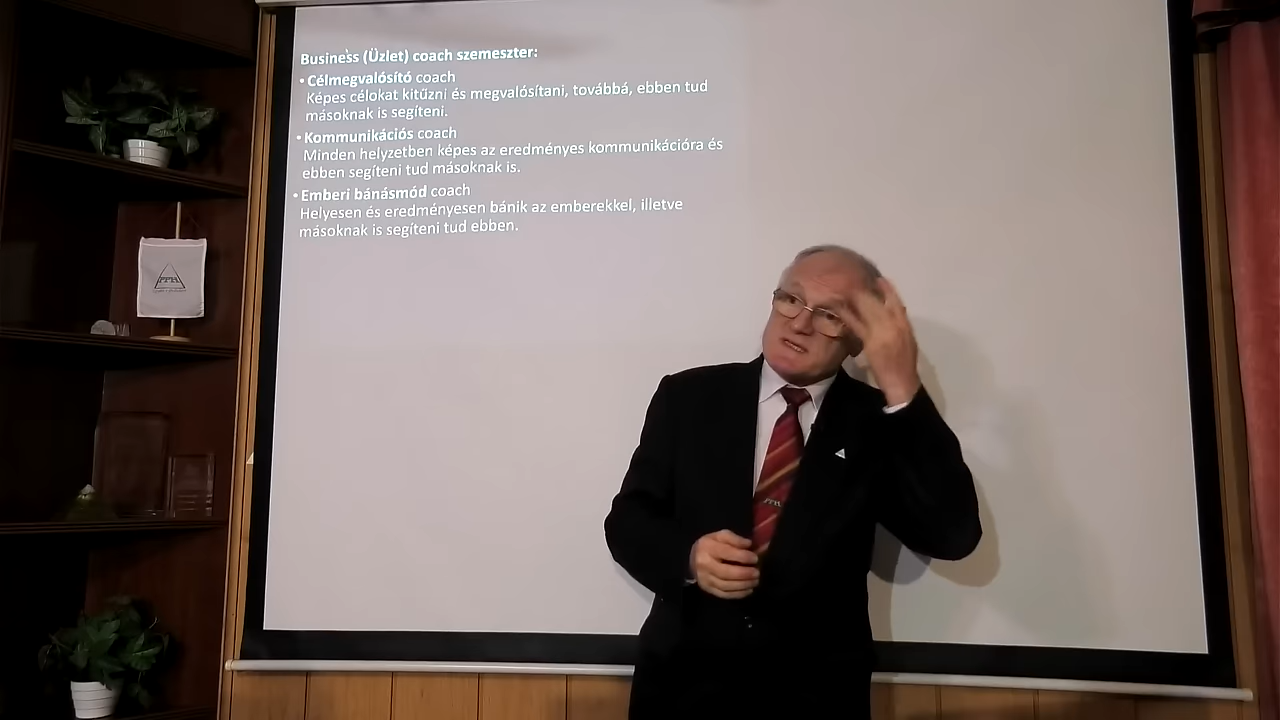 Business (Üzlet) coach szemeszter:
• Célmegvalósító coach
Képes célokat kitűzni és megvalósítani, továbbá, ebben tud
másoknak is segíteni.
• Kommunikációs coach
Minden helyzetben képes az eredményes kommunikációra és
ebben segíteni tud másoknak is.
• Emberi bánásmód coach
Helyesen és eredményesen bánik az emberekkel, illetve
másoknak is segíteni tud ebben.